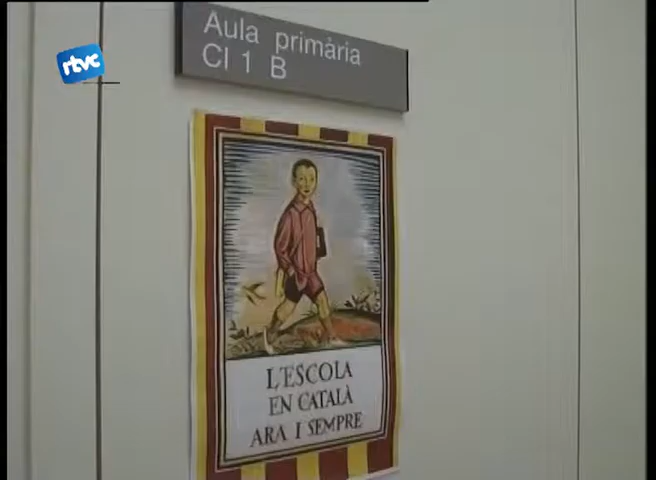 Aula primària
CI 1 B
rtvc
L'ESCOLA
EN CATALÀ
ARA I SEMPRE